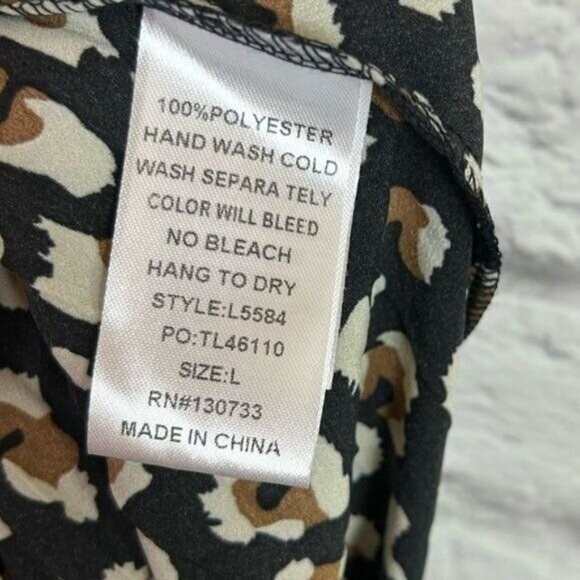 100%POLYESTER
HAND WASH COLD
WASH SEPARA TELY
COLOR WILL BLEED
NO BLEACH
HANG TO DRY
STYLE:L5584
PO:TL46110
SIZE:L
RN#130733
MADE IN CHINA